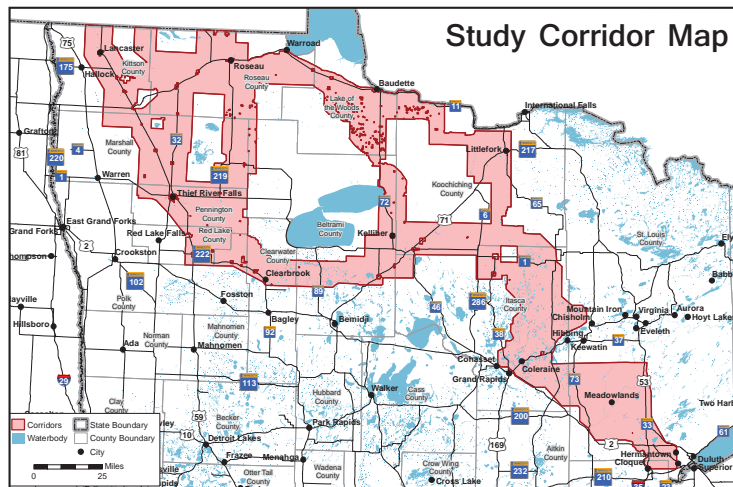 Study Corridor Map
75
Lancaster
175
Hallock
Kittson
County
Roseau
Roseau
County
Warroad
Baudette
Lake of
the Woods
County
11
International Falls
Grafton
81
220
4
1
Marshall
County
32
219
Warren
Thief River Falls
Littlefork
217
Koochiching
County
72
71
6
65
Pennington
County
Red Lake
County
East Grand Forks
Grand Forks
2
Red Lake Falls
Crookston
222
Clearwater
County
Clearbrook
Beltrami
County
Kelliher
St. Louis
County
1
102
Polk
County
Fosston
89
Bagley
Bemidji
46
286
Itasca
County
38
Hillsboro
Ada
Norman
County
Mahnomen
County
Mahnomen
92
Mountain Iron
Chisholm
Virginia
Aurora
Hoyt Lake
Eveleth
Hibbing
Keewatin
37
Cohasset
Grand Rapids
Coleraine
29
113
Hubbard
County
Walker
Cass
County
73
53
Meadowlands
Two Har
Clay
County
59
10
Becker
County
Park Rapids
200
33
61
169
Aitkin
County
2
Hermantown
Cloquet
Duluth
Superior
Detroit Lakes
Frazee
Menahga
Otter Tail
County
Wadena
County
Crow Wing
County
Cross Lake
232
210
Corridors
State Boundary
Waterbody
County Boundary
City
Miles
0
25